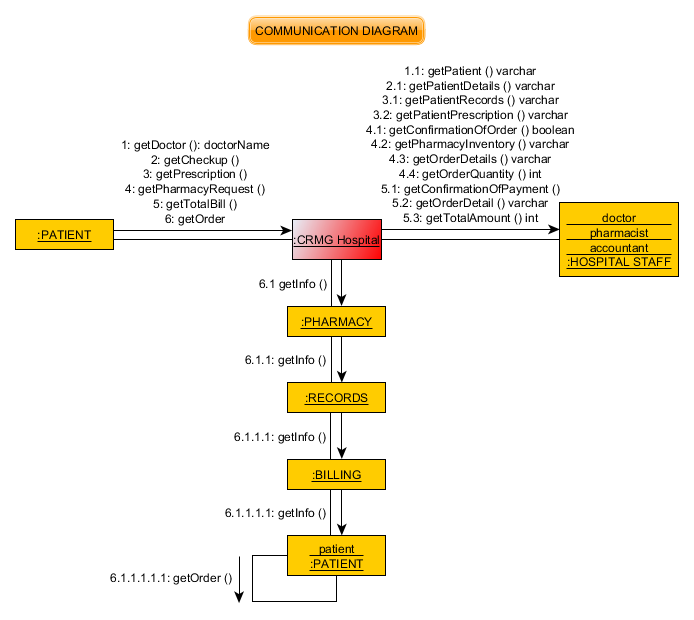 COMMUNICATION DIAGRAM
1.1: getPatient () varchar
2.1: getPatientDetails () varchar
3.1: getPatientRecords () varchar
3.2: getPatientPrescription () varchar
4.1: getConfirmationOfOrder () boolean
4.2: getPharmacyInventory () varchar
4.3: getOrderDetails () varchar
4.4: getOrderQuantity () int
5.1: getConfirmationOfPayment ()
5.2: getOrderDetail () varchar
5.3: getTotalAmount () int
1: getDoctor (): doctorName
2: getCheckup ()
3: getPrescription ()
4: getPharmacyRequest ()
5: getTotalBill ()
6: getOrder
:PATIENT
:CRMG Hospital
doctor
pharmacist
accountant
:HOSPITAL STAFF
6.1 getInfo ()
:PHARMACY
6.1.1: getInfo ()
:RECORDS
6.1.1.1: getInfo ()
:BILLING
6.1.1.1.1: getInfo ()
patient
:PATIENT
6.1.1.1.1.1: getOrder ()